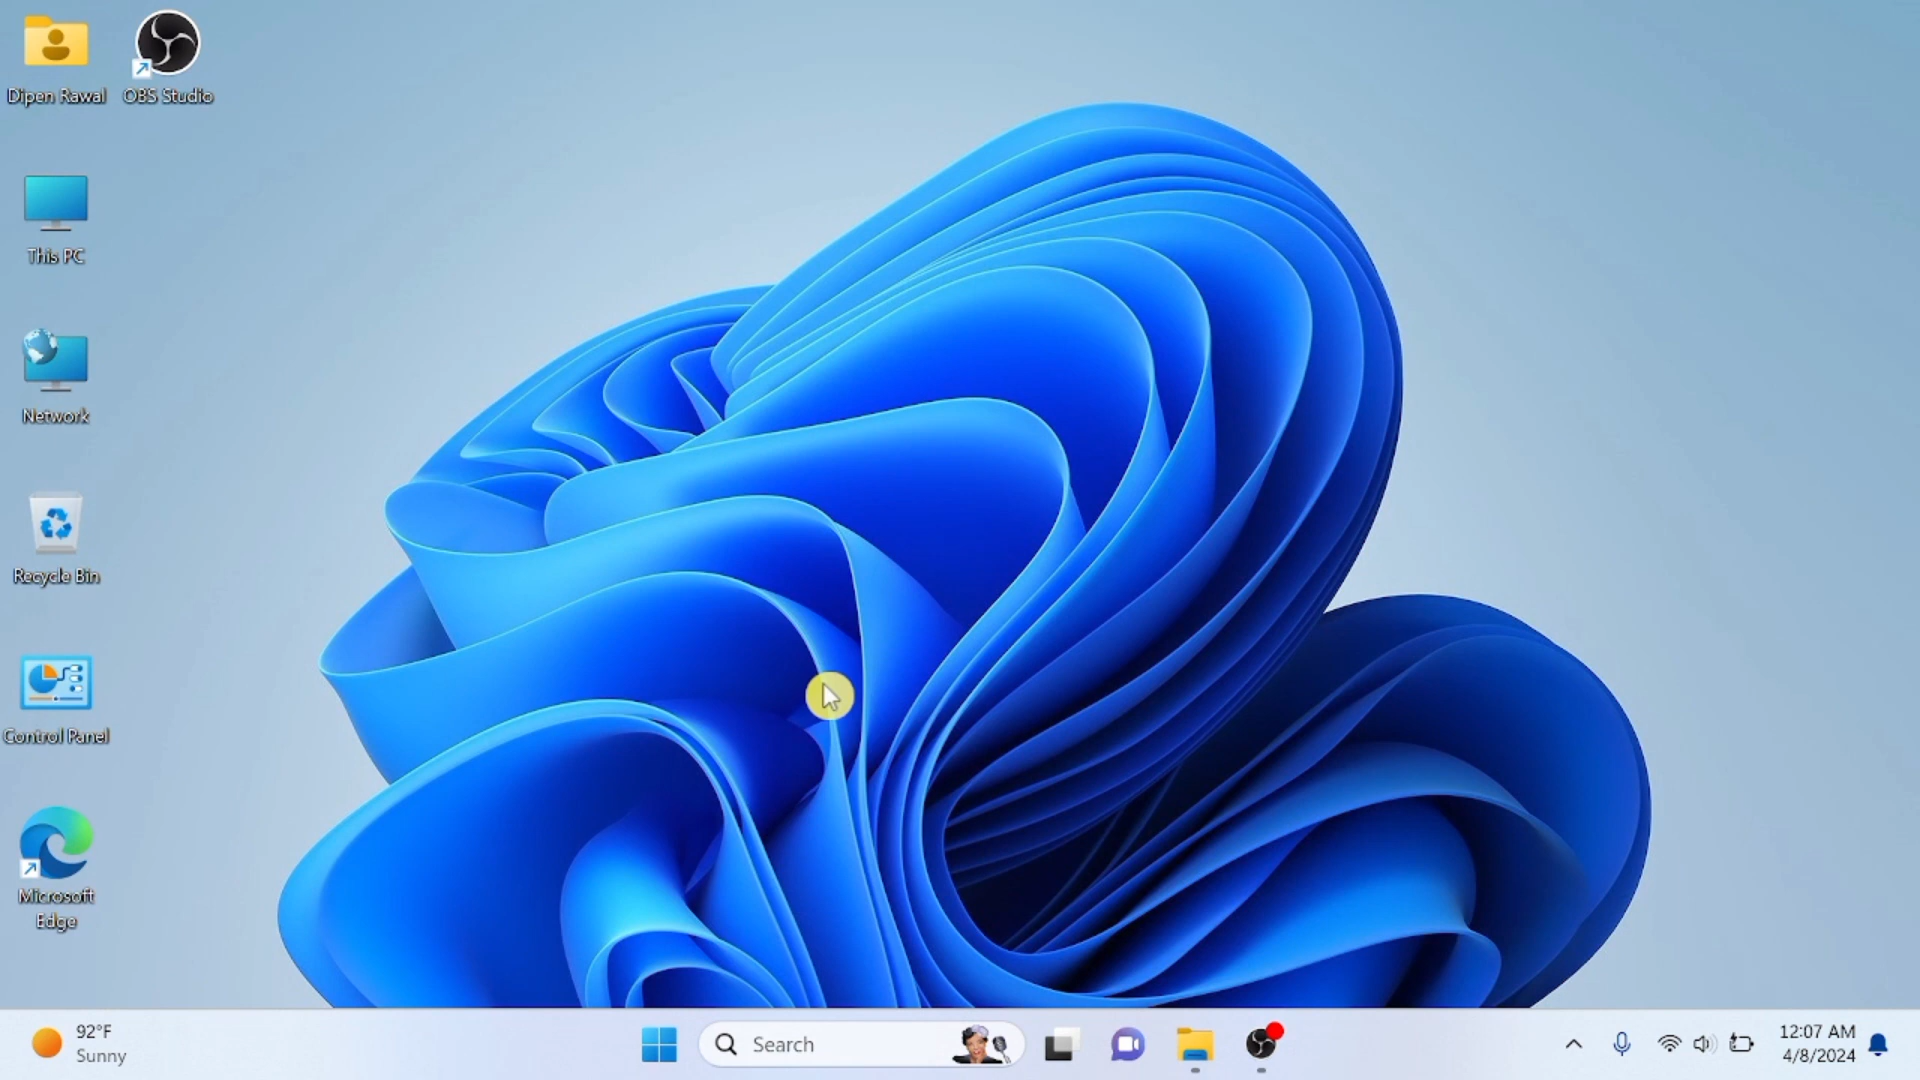 Dipen Rawal
OBS Studio
This PC
Network
Recycle Bin
Control Panel
Microsoft
Edge
92°F
Sunny
Search
12:07 AM
4/8/2024